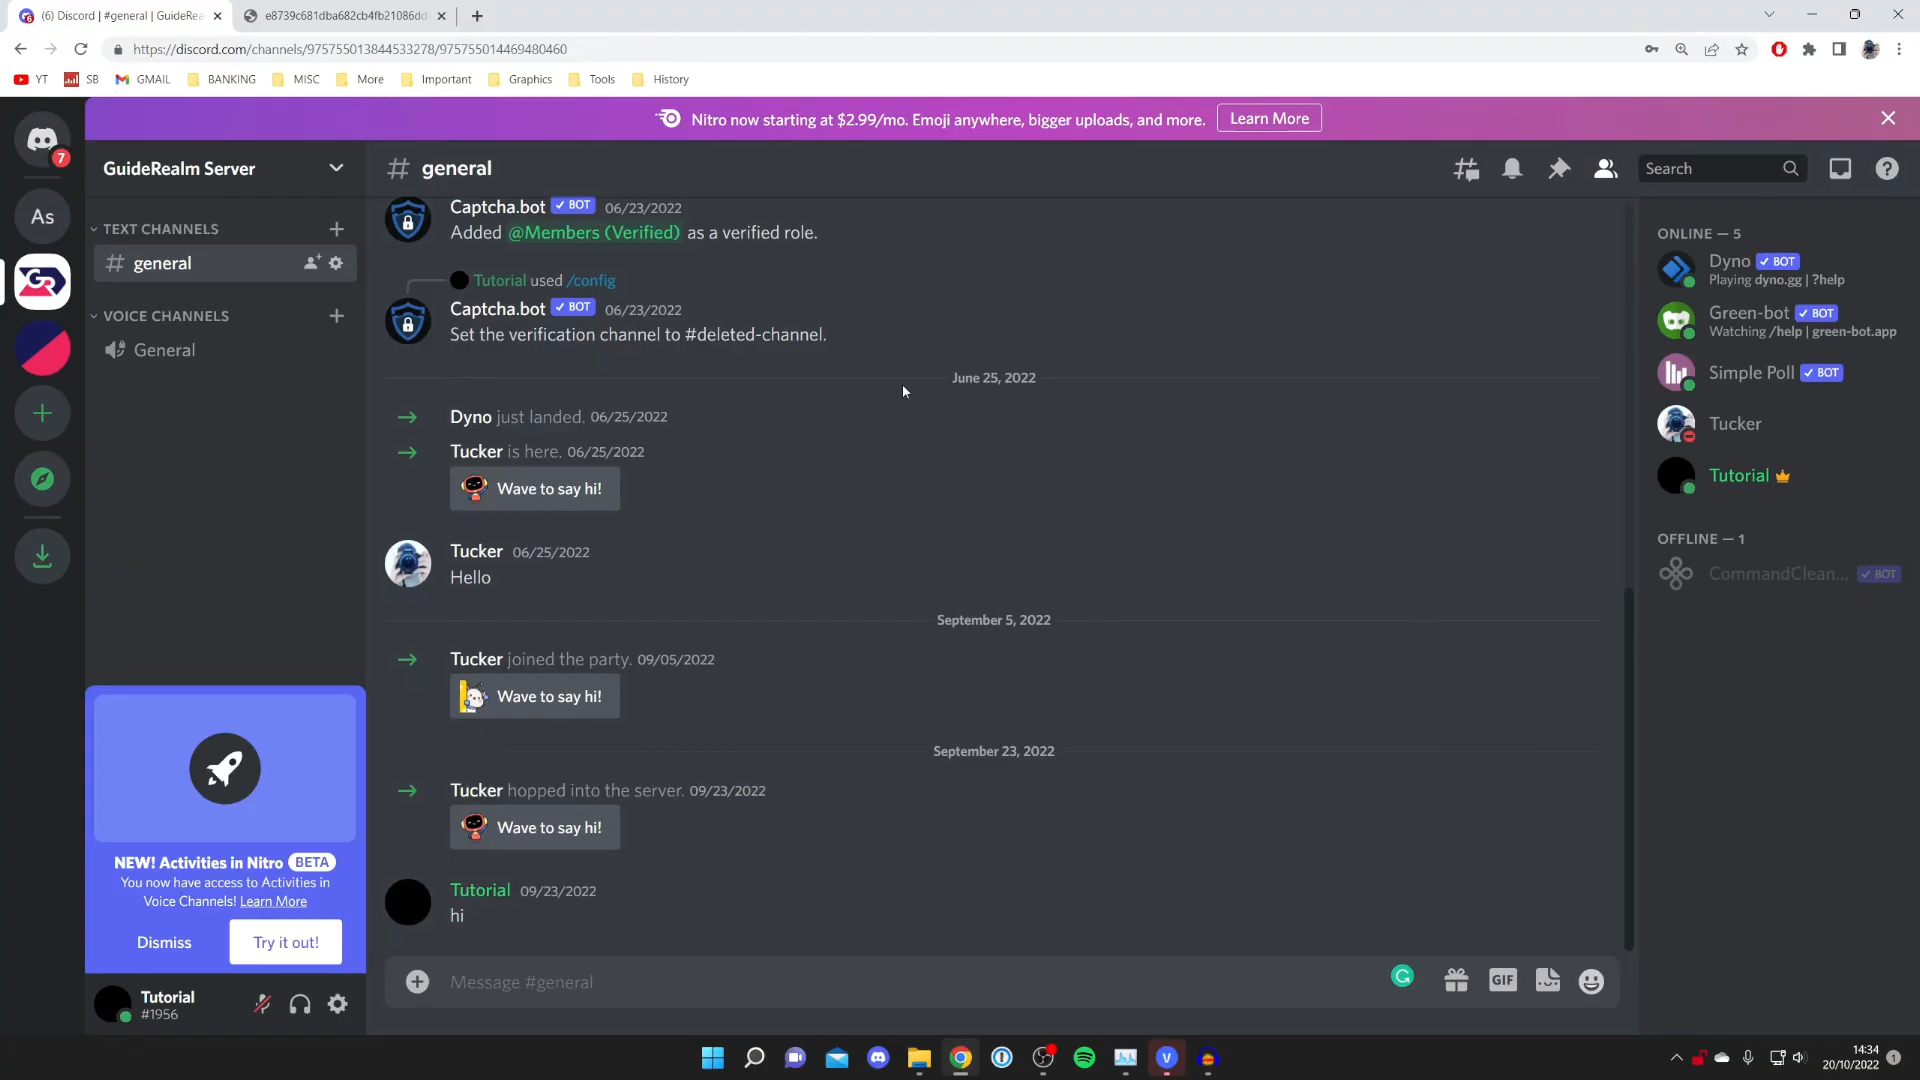 (6) Discord | #general | GuideRea
e8739c681dba682cb4fb21086dd
https://discord.com/channels/975755013844533278/975755014469480460
YT
SB
GMAIL
BANKING
MISC
More
Important
Graphics
Tools
History
Nitro now starting at $2.99/mo. Emoji anywhere, bigger uploads, and more.
Learn More
7
As
GuideRealm Server
TEXT CHANNELS
general
VOICE CHANNELS
General
NEW! Activities in Nitro BETA
You now have access to Activities in
Voice Channels! Learn More
Dismiss
Try it out!
Tutorial
#1956
general
Search
Captcha.bot BOT 06/23/2022
Added @Members (Verified) as a verified role.
Tutorial used /config
Captcha.bot BOT 06/23/2022
Set the verification channel to #deleted-channel.
June 25, 2022
Dyno just landed. 06/25/2022
Tucker is here. 06/25/2022
Wave to say hi!
Tucker 06/25/2022
Hello
September 5, 2022
Tucker joined the party. 09/05/2022
Wave to say hi!
September 23, 2022
Tucker hopped into the server. 09/23/2022
Wave to say hi!
Tutorial 09/23/2022
hi
Message #general
GIF
ONLINE — 5
Dyno BOT
Playing dyno.gg | ?help
Green-bot BOT
Watching /help | green-bot.app
Simple Poll BOT
Tucker
Tutorial
OFFLINE — 1
CommandClean... BOT
14:34
20/10/2022
1